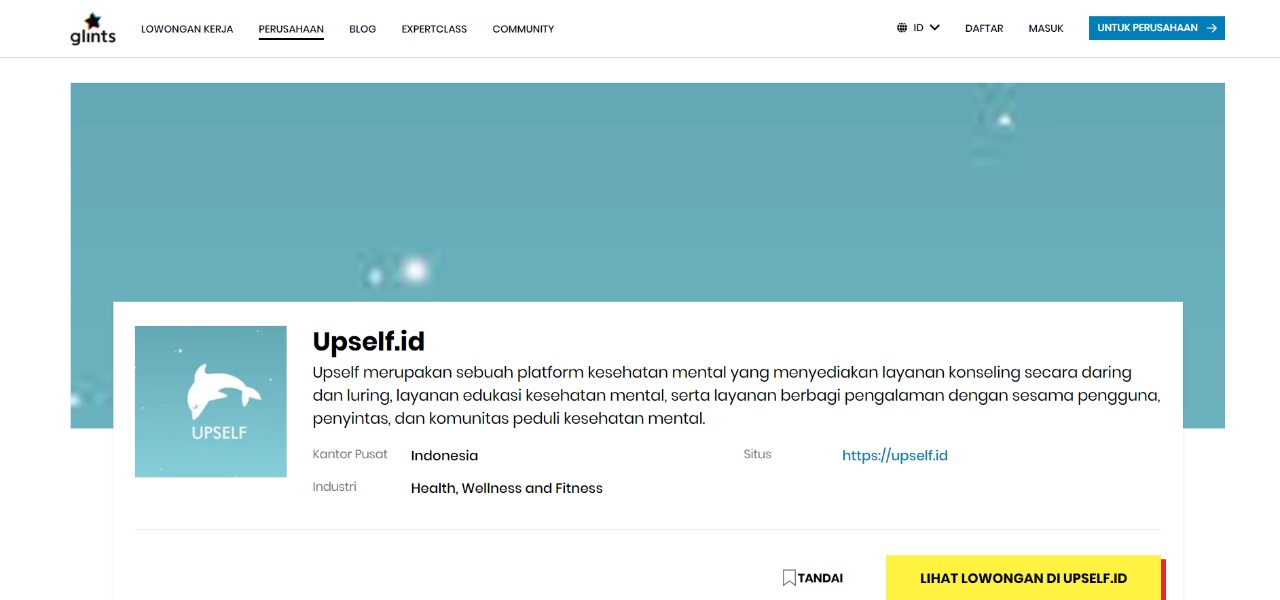 glints
LOWONGAN KERJA
PERUSAHAAN
BLOG
EXPERTCLASS
COMMUNITY
ID
DAFTAR
MASUK
UNTUK PERUSAHAAN
UPSELF
Upself.id
Upself merupakan sebuah platform kesehatan mental yang menyediakan layanan konseling secara daring
dan luring, layanan edukasi kesehatan mental, serta layanan berbagi pengalaman dengan sesama pengguna,
penyintas, dan komunitas peduli kesehatan mental.
Kantor Pusat Indonesia
Situs https://upself.id
Industri Health, Wellness and Fitness
TANDAI
LIHAT LOWONGAN DI UPSELF.ID